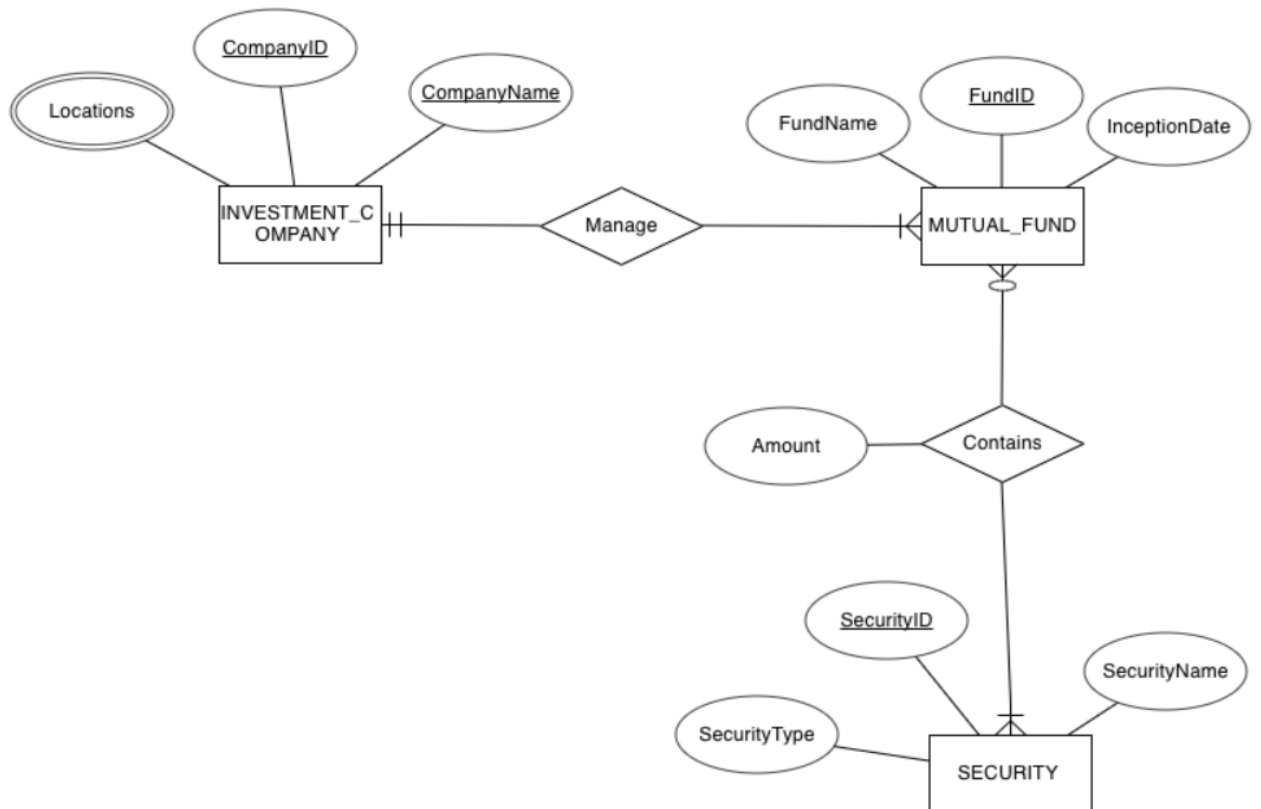 CompanyID
CompanyName
Locations
FundID
FundName
InceptionDate
INVESTMENT_C
OMPANY
Manage
MUTUAL_FUND
Amount
Contains
SecurityID
SecurityName
SecurityType
SECURITY